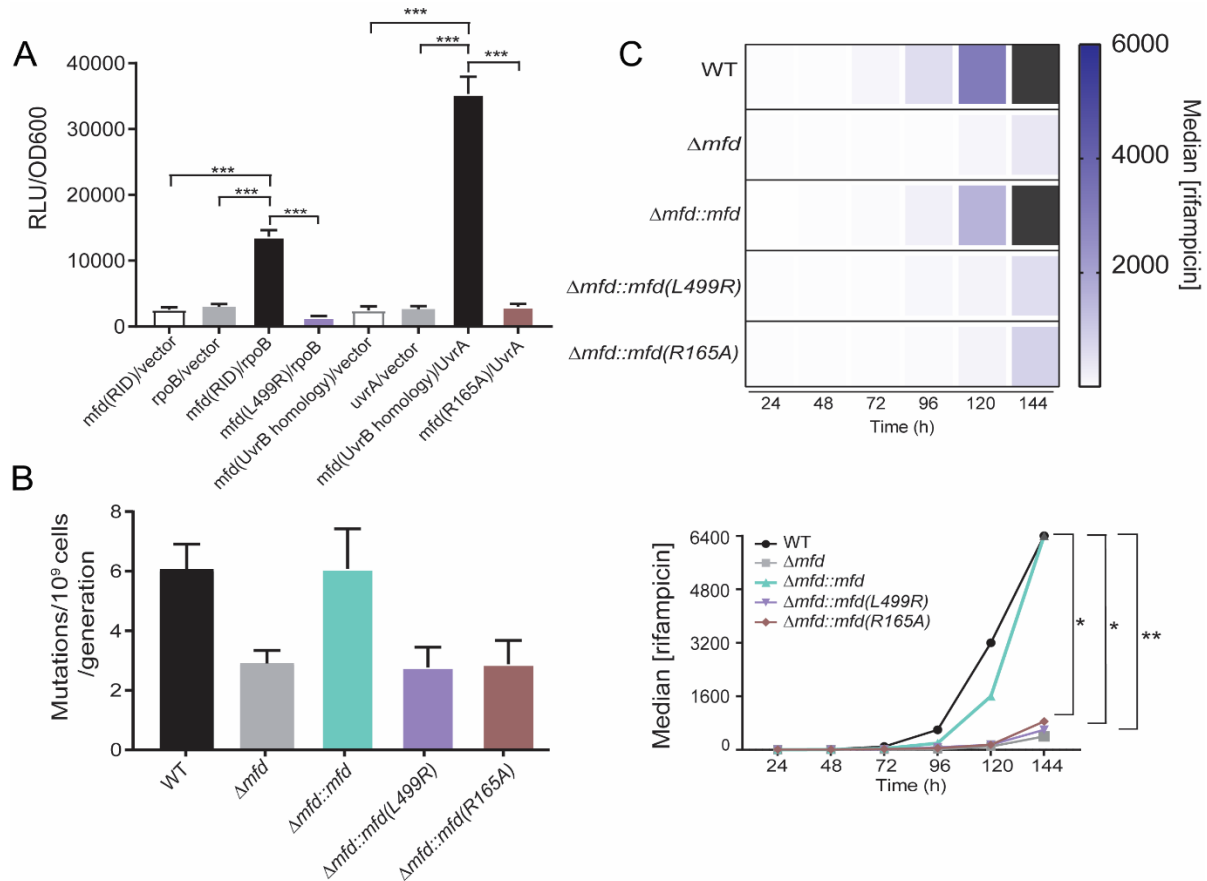 A
RLU/OD600
40000
30000
20000
10000
0
***
***
***
***
***
***
mfd(RID)/vector
rpoB/vector
mfd(RID)/rpoB
mfd(L499R)/rpoB
mfd(UvrB homology)/vector
uvrA/vector
mfd(UvrB homology)/UvrA
mfd(R165A)/UvrA
B
Mutations/10⁹ cells
/generation
8
6
4
2
0
WT
Δmfd
Δmfd::mfd
Δmfd::mfd(L499R)
Δmfd::mfd(R165A)
C
WT
Δmfd
Δmfd::mfd
Δmfd::mfd(L499R)
Δmfd::mfd(R165A)
24 48 72 96 120 144
Time (h)
6000
4000
2000
Median [rifampicin]
Median [rifampicin]
6400
4800
3200
1600
0
WT
Δmfd
Δmfd::mfd
Δmfd::mfd(L499R)
Δmfd::mfd(R165A)
*
*
**
24 48 72 96 120 144
Time (h)